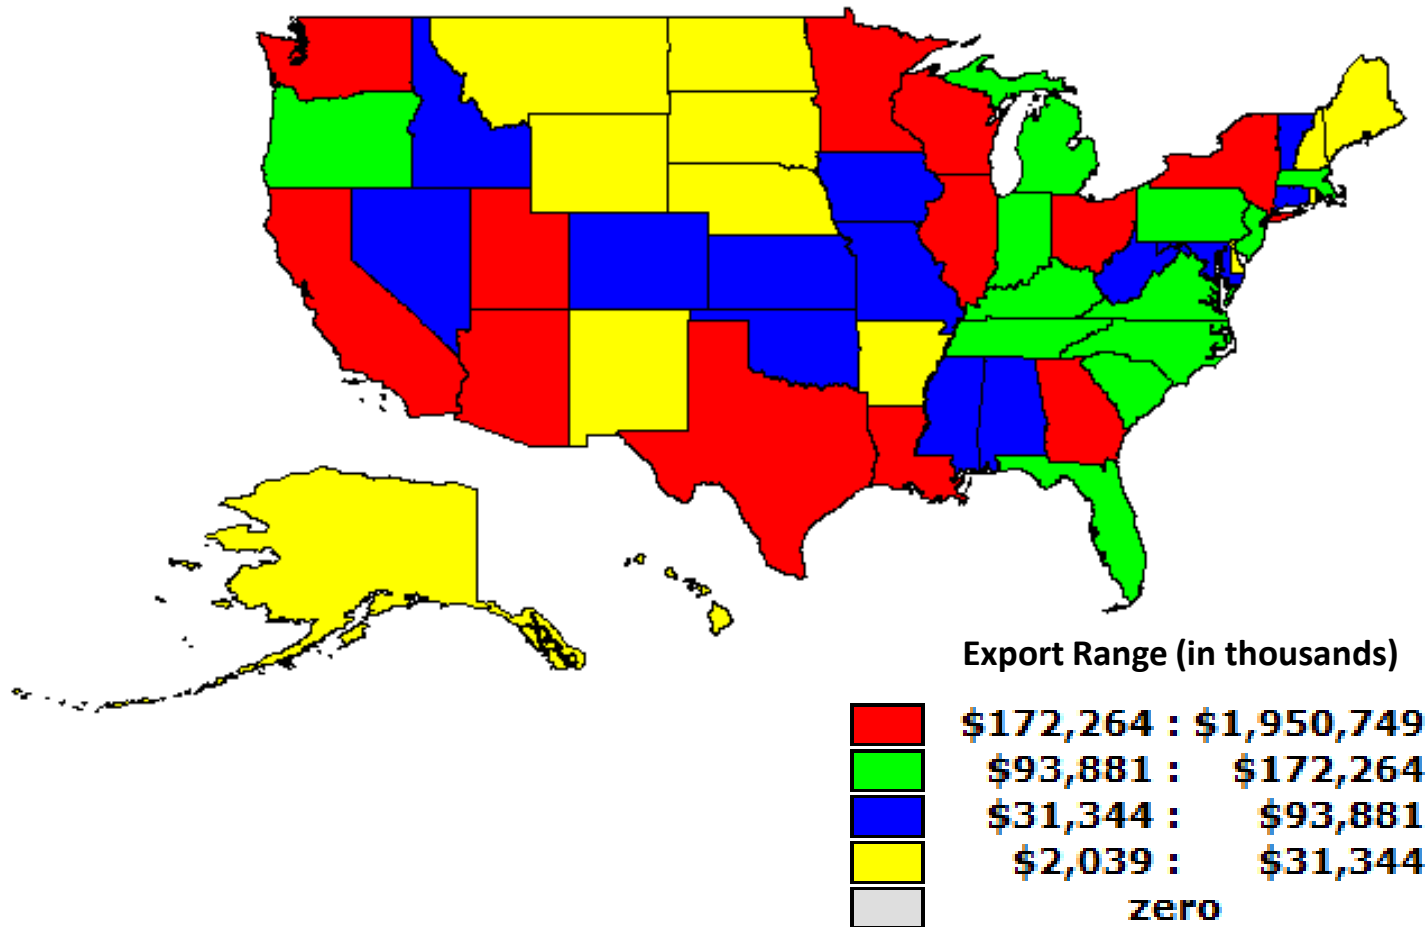 Export Range (in thousands)
$172,264 : $1,950,749
$93,881 : $172,264
$31,344 : $93,881
$2,039 : $31,344
zero